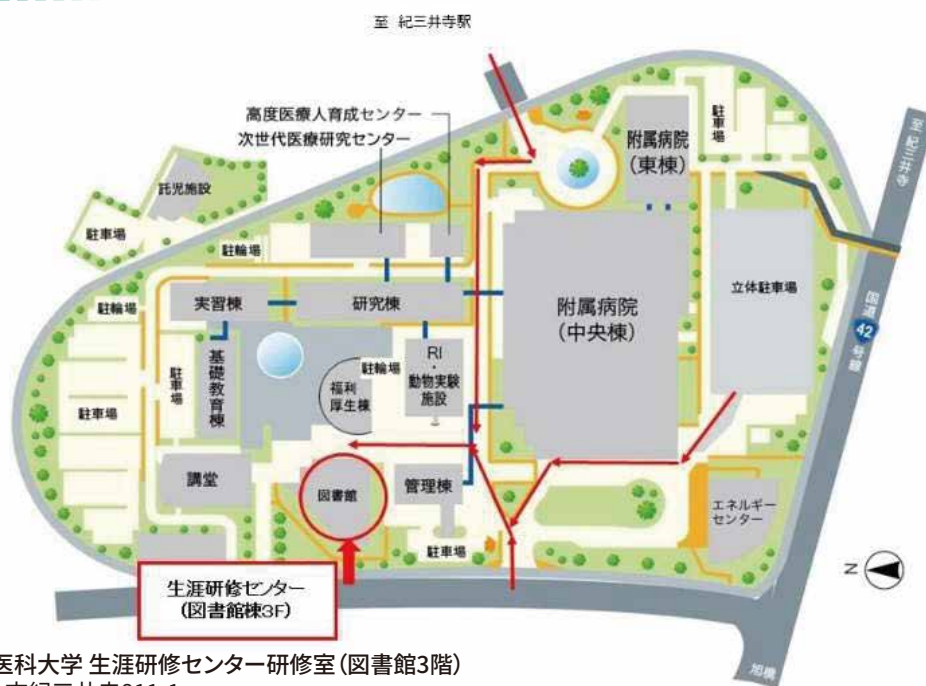 至 紀三井寺駅
高度医療人育成センター
次世代医療研究センター
附属病院
(東棟)
駐車場
至 紀三井寺
託児施設
駐車場
駐輪場
立体駐車場
国道
42
号線
駐輪場
実習棟
研究棟
附属病院
(中央棟)
基礎教育棟
駐車場
福利
厚生棟
駐輪場
RI
・
動物実験
施設
駐車場
講堂
図書館
管理棟
エネルギー
センター
駐車場
N
生涯研修センター
(図書館棟3F)
旭橋
医科大学 生涯研修センター研修室(図書館3階)